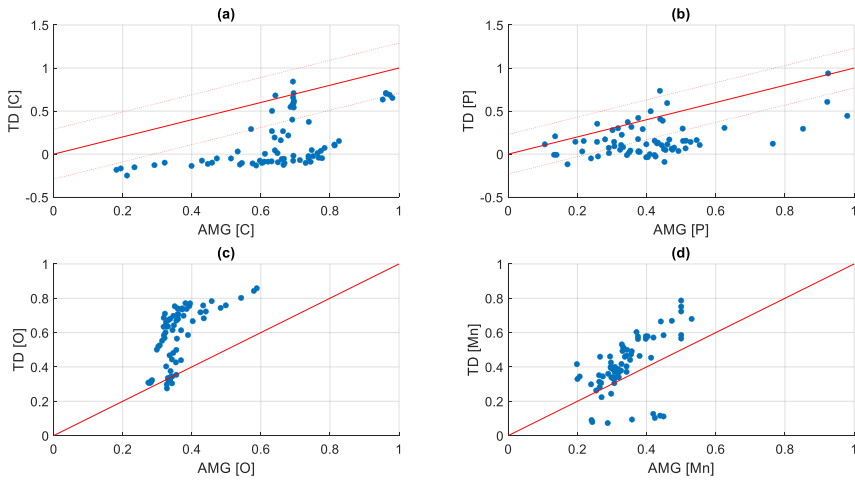 (a)
1.5
1
0.5
0
-0.5
TD [C]
0 0.2 0.4 0.6 0.8 1
AMG [C]
(b)
1.5
1
0.5
0
-0.5
TD [P]
0 0.2 0.4 0.6 0.8 1
AMG [P]
(c)
1
0.8
0.6
0.4
0.2
0
TD [O]
0 0.2 0.4 0.6 0.8 1
AMG [O]
(d)
1
0.8
0.6
0.4
0.2
0
TD [Mn]
0 0.2 0.4 0.6 0.8 1
AMG [Mn]